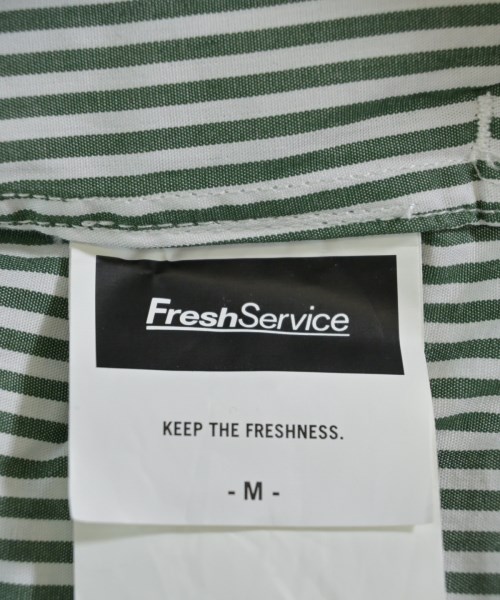 FreshService
KEEP THE FRESHNESS.
- M -